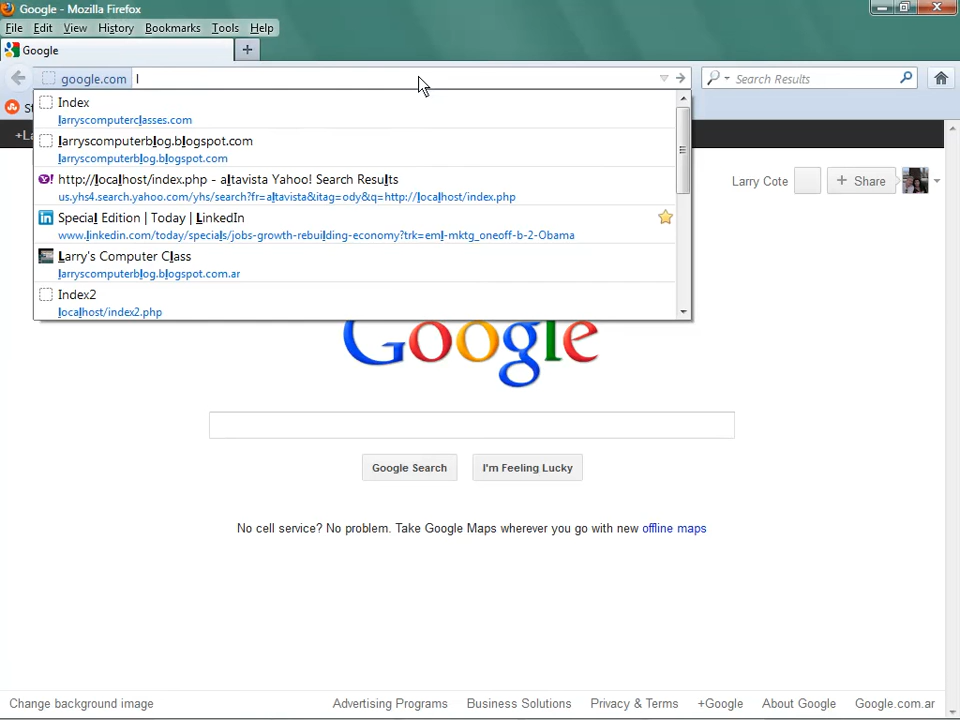 Google - Mozilla Firefox
File Edit View History Bookmarks Tools Help
Google
google.com l Search Results
Index
larryscomputerclasses.com
larryscomputerblog.blogspot.com
larryscomputerblog.blogspot.com
http://localhost/index.php - altavista Yahoo! Search Results
us.yhs4.search.yahoo.com/yhs/search?fr=altavista&itag=ody&q=http://localhost/index.php
Special Edition | Today | LinkedIn
www.linkedin.com/today/specials/jobs-growth-rebuilding-economy?trk=eml-mktg_oneoff-b-2-Obama
Larry's Computer Class
larryscomputerblog.blogspot.com.ar
Index2
localhost/index2.php
Larry Cote + Share
Google
Google Search I'm Feeling Lucky
No cell service? No problem. Take Google Maps wherever you go with new offline maps
Change background image Advertising Programs Business Solutions Privacy & Terms +Google About Google Google.com.ar